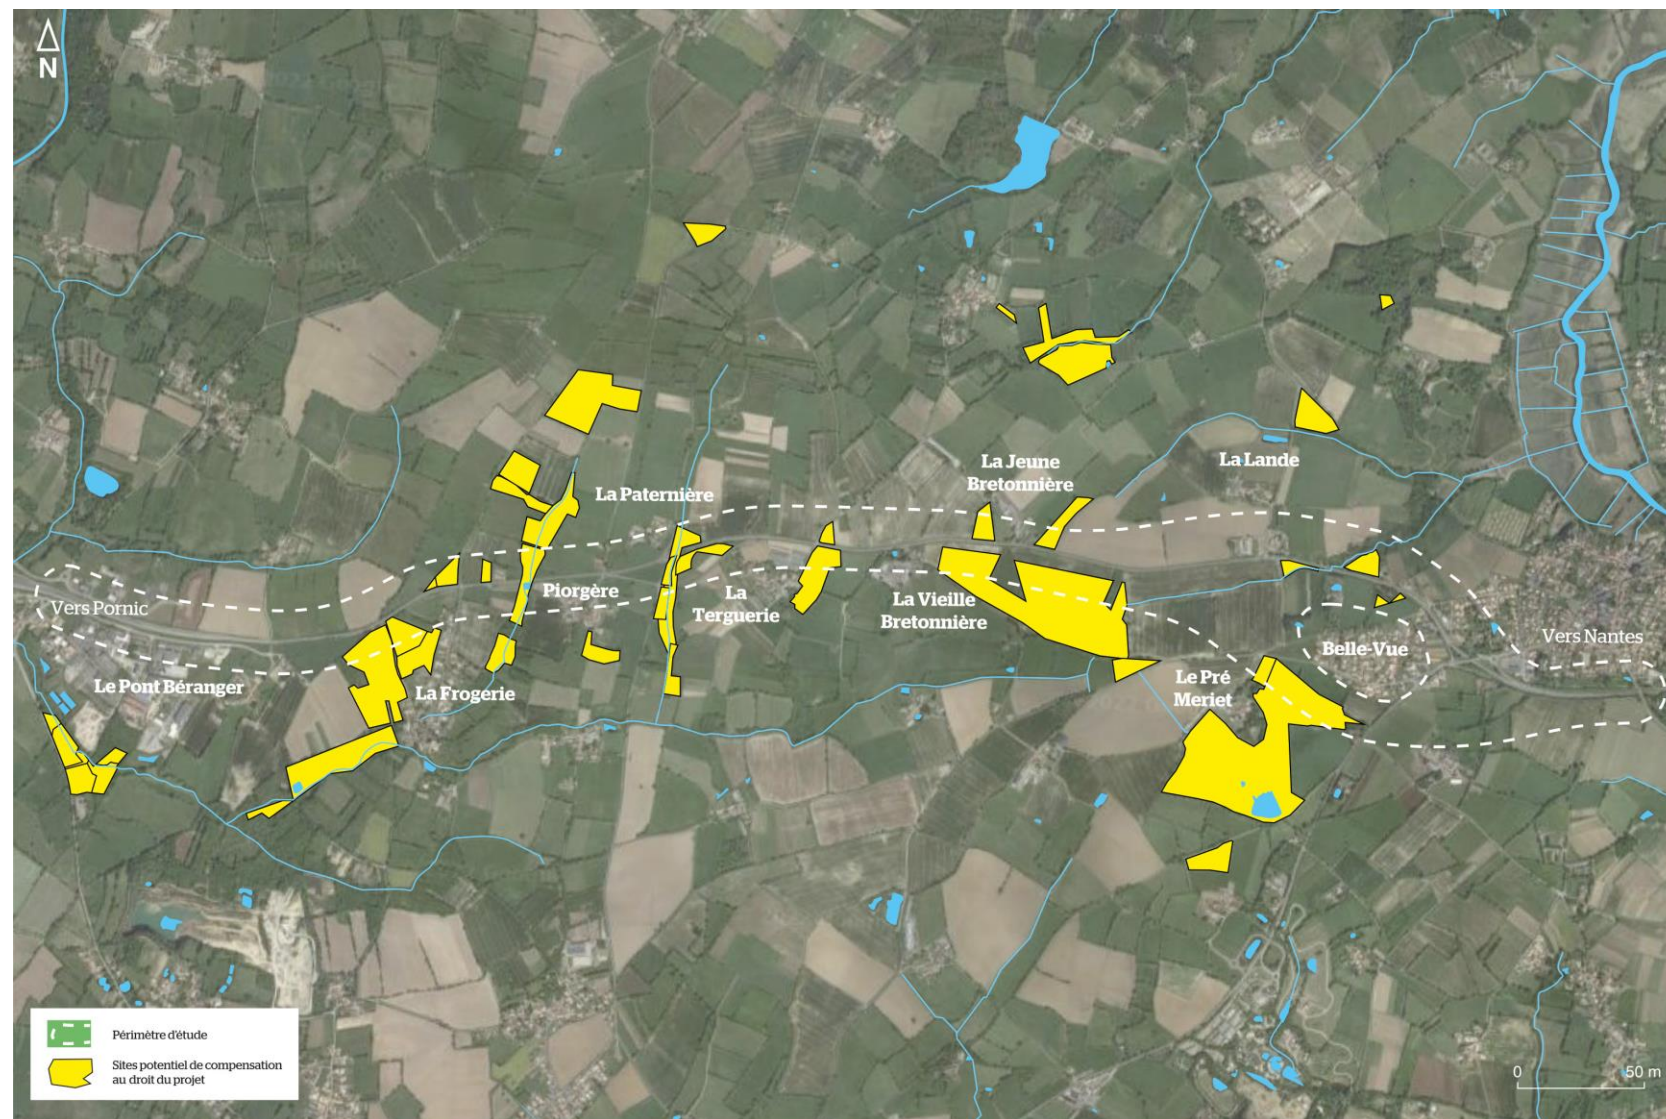 N
La Jeune
Bretonnière
La Lande
La Paternière
Piorgère
La
Terguerie
La Vieille
Bretonnière
Vers Pornic
Vers Nantes
Belle-Vue
Le Pont Béranger
La Frogerie
Le Pré
Meriet
Périmètre d'étude
Sites potentiel de compensation
au droit du projet
0 50 m